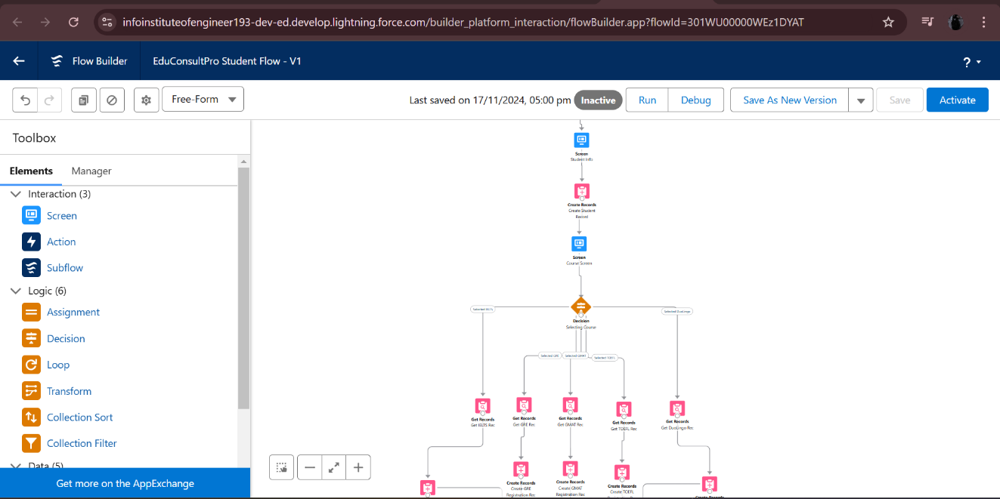 infoinstituteofengineer193-dev-ed.develop.lightning.force.com/builder_platform_interaction/flowBuilder.app?flowId=301WU00000WEz1DYAT
Flow Builder
EduConsultPro Student Flow - V1
?
Free-Form
Last saved on 17/11/2024, 05:00 pm
Inactive
Run
Debug
Save As New Version
Save
Activate
Toolbox
Elements
Manager
Interaction (3)
Screen
Action
Subflow
Logic (6)
Assignment
Decision
Loop
Transform
Collection Sort
Collection Filter
Data (5)
Get more on the AppExchange
Screen
Student Info
Create Records
Create Student
Record
Screen
Course Screen
Decision
Selecting Course
Selected IELTS
Selected DuoLingo
Selected GRE
Selected GMAT
Get Records
Get IELTS Rec
Get Records
Get GRE Rec
Get Records
Get GMAT Rec
Get Records
Get TOEFL Rec
Get Records
Get DuoLingo Rec
Create Records
Create GRE
Registration Rec
Create Records
Create GMAT
Registration Rec
Create Records
Create TOEFL